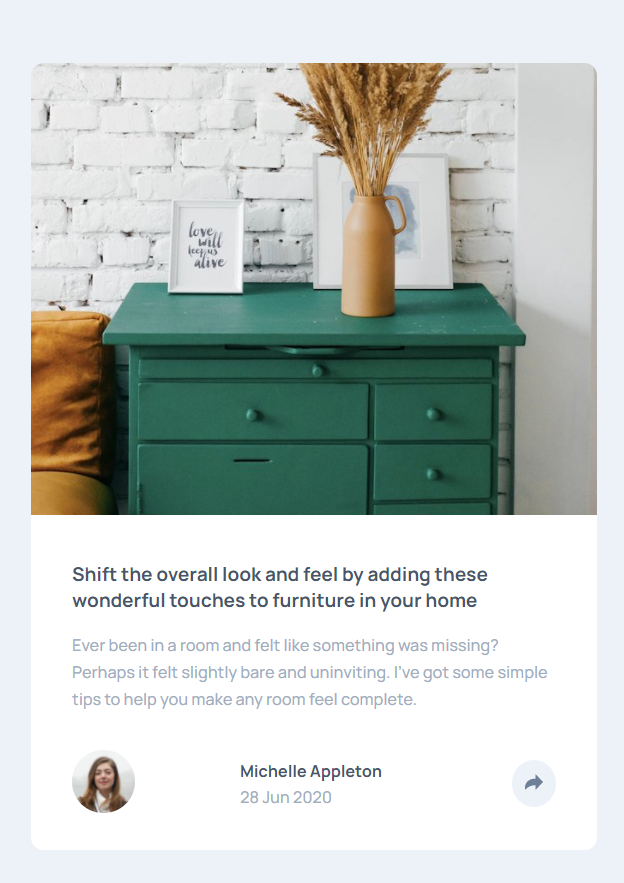 love
will
keep us
alive
Shift the overall look and feel by adding these
wonderful touches to furniture in your home
Ever been in a room and felt like something was missing?
Perhaps it felt slightly bare and uninviting. I've got some simple
tips to help you make any room feel complete.
Michelle Appleton
28 Jun 2020